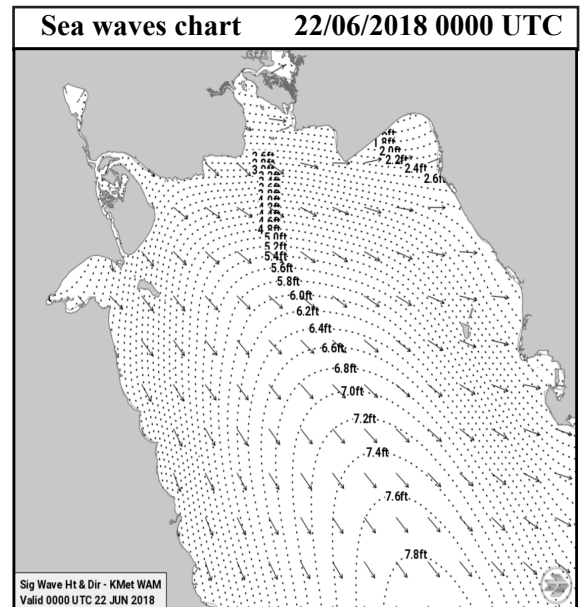 Sea waves chart 22/06/2018 0000 UTC
1.8ft
2.0ft
2.2ft
2.4ft
4.8ft
5.0ft
5.2ft
5.4ft
5.6ft
5.8ft
6.0ft
6.2ft
6.4ft
6.6ft
6.8ft
7.0ft
7.2ft
7.4ft
7.6ft
7.8ft
Sig Wave Ht & Dir - KMet WAM
Valid 0000 UTC 22 JUN 2018